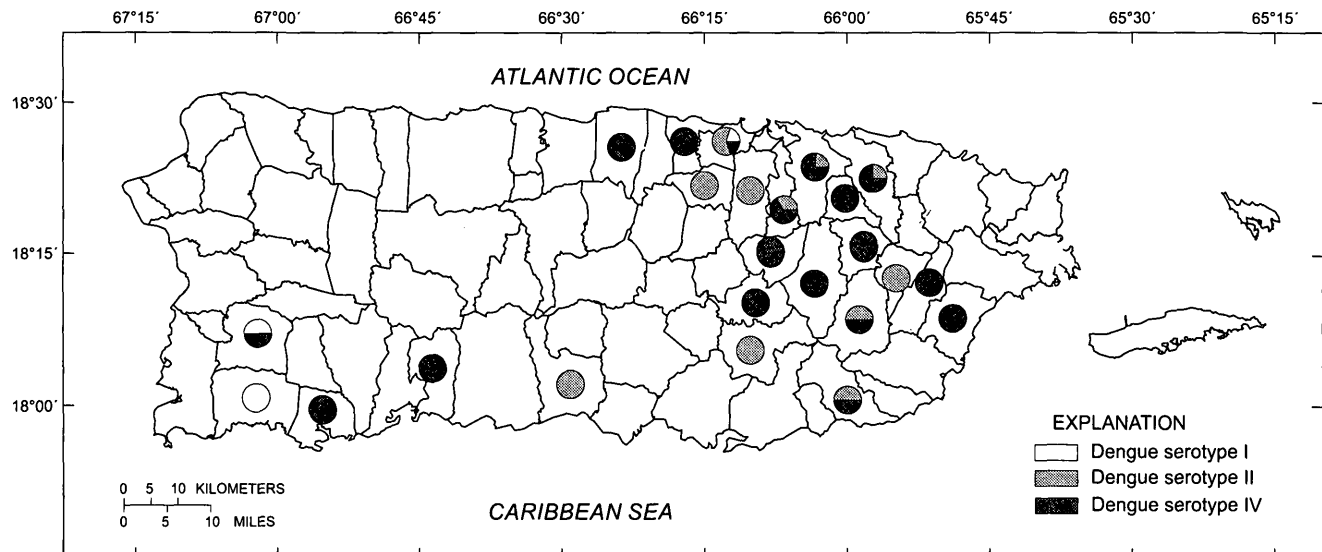 67°15′ 67°00′ 66°45′ 66°30′ 66°15′ 66°00′ 65°45′ 65°30′ 65°15′
ATLANTIC OCEAN
18°30′
18°15′
18°00′
EXPLANATION
Dengue serotype I
Dengue serotype II
Dengue serotype IV
0 5 10 KILOMETERS
0 5 10 MILES
CARIBBEAN SEA